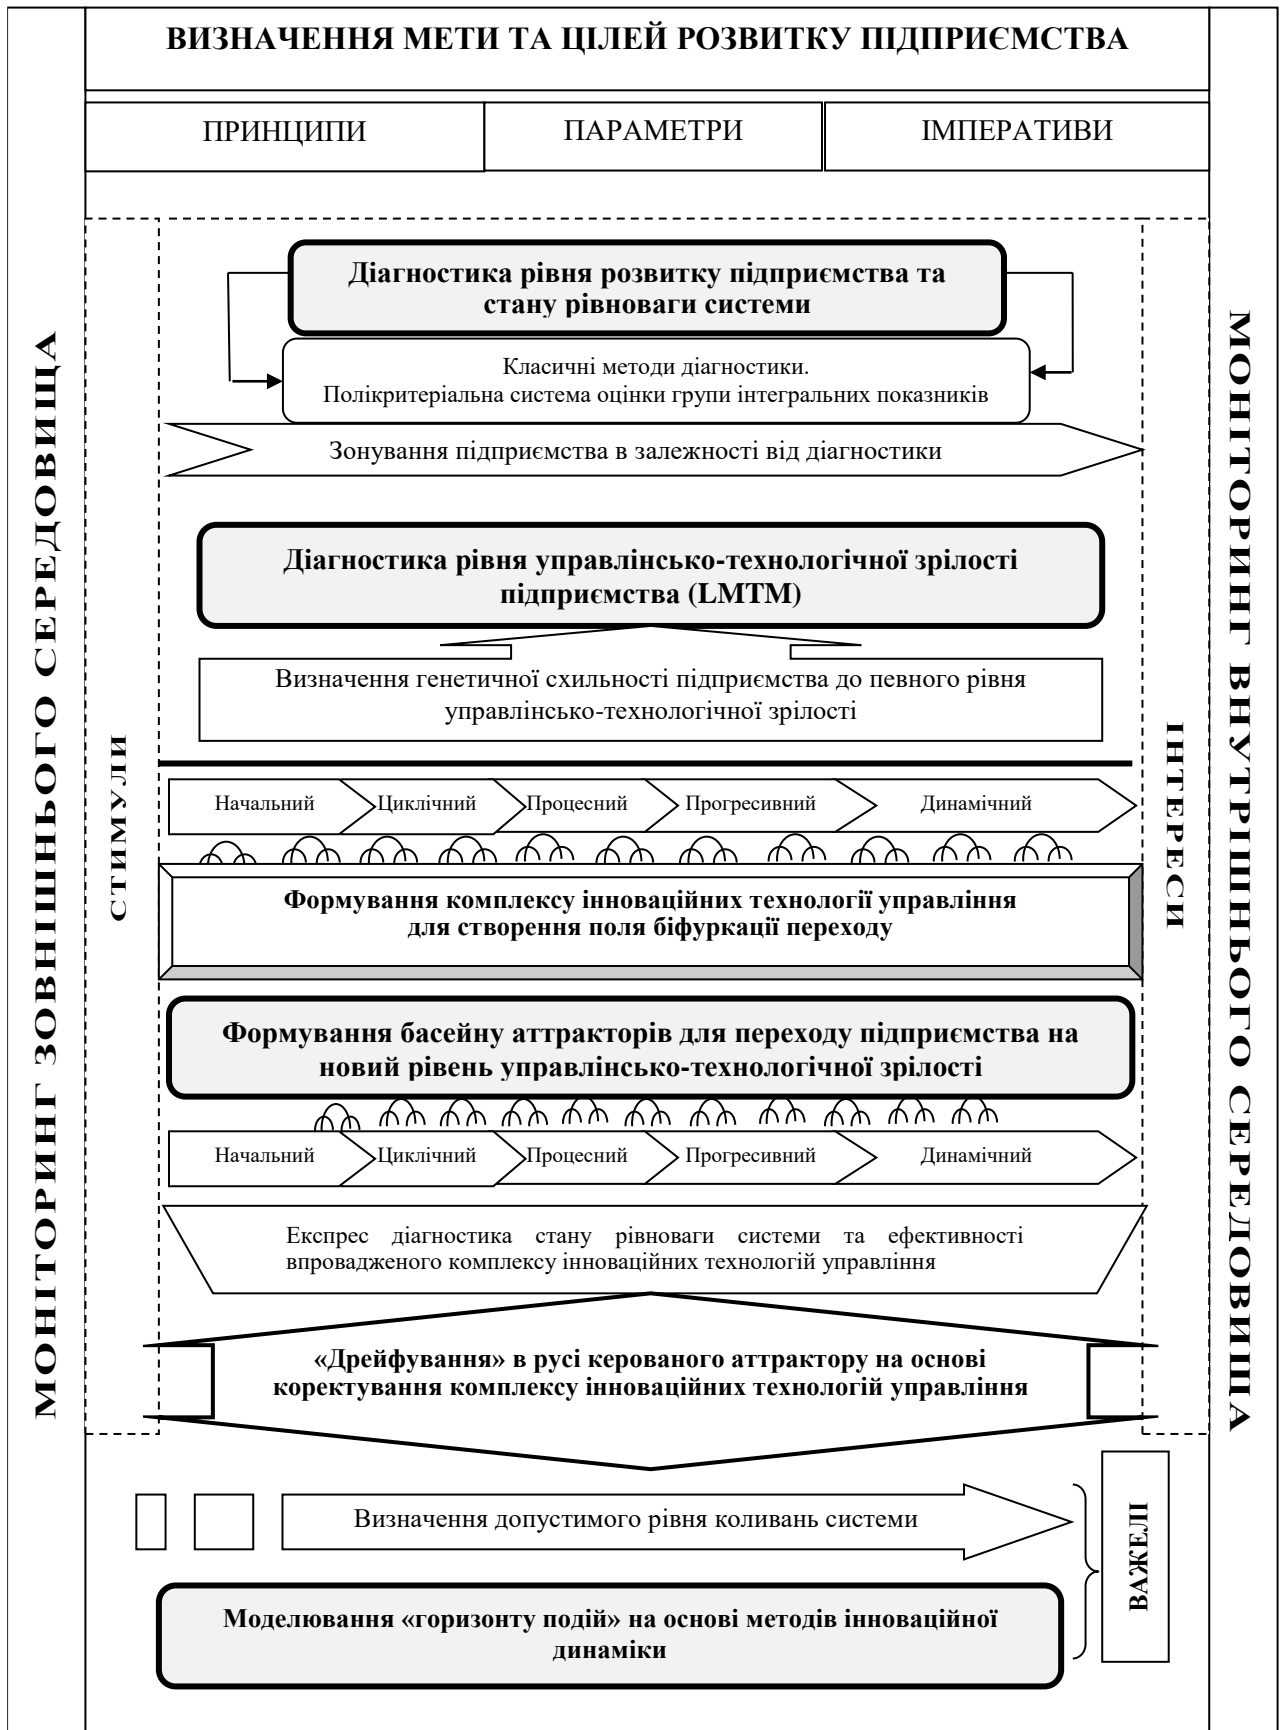 ВИЗНАЧЕННЯ МЕТИ ТА ЦІЛЕЙ РОЗВИТКУ ПІДПРИЄМСТВА
ПРИНЦИПИ
ПАРАМЕТРИ
ІМПЕРАТИВИ
МОНІТОРИНГ ЗОВНІШНЬОГО СЕРЕДОВИЩА
СТИМУЛИ
Діагностика рівня розвитку підприємства та
стану рівноваги системи
Класичні методи діагностики.
Полікритеріальна система оцінки групи інтегральних показників
Зонування підприємства в залежності від діагностики
Діагностика рівня управлінсько-технологічної зрілості
підприємства (LMTM)
Визначення генетичної схильності підприємства до певного рівня
управлінсько-технологічної зрілості
Начальний
Циклічний
Процесний
Прогресивний
Динамічний
Формування комплексу інноваційних технології управління
для створення поля біфуркації переходу
Формування басейну аттракторів для переходу підприємства на
новий рівень управлінсько-технологічної зрілості
Начальний
Циклічний
Процесний
Прогресивний
Динамічний
Експрес діагностика стану рівноваги системи та ефективності
впровадженого комплексу інноваційних технологій управління
«Дрейфування» в русі керованого аттрактору на основі
коректування комплексу інноваційних технологій управління
Визначення допустимого рівня коливань системи
Моделювання «горизонту подій» на основі методів інноваційної
динаміки
ВАЖЕЛІ
ІНТЕРЕСИ
МОНІТОРИНГ ВНУТРІШНЬОГО СЕРЕДОВИЩА